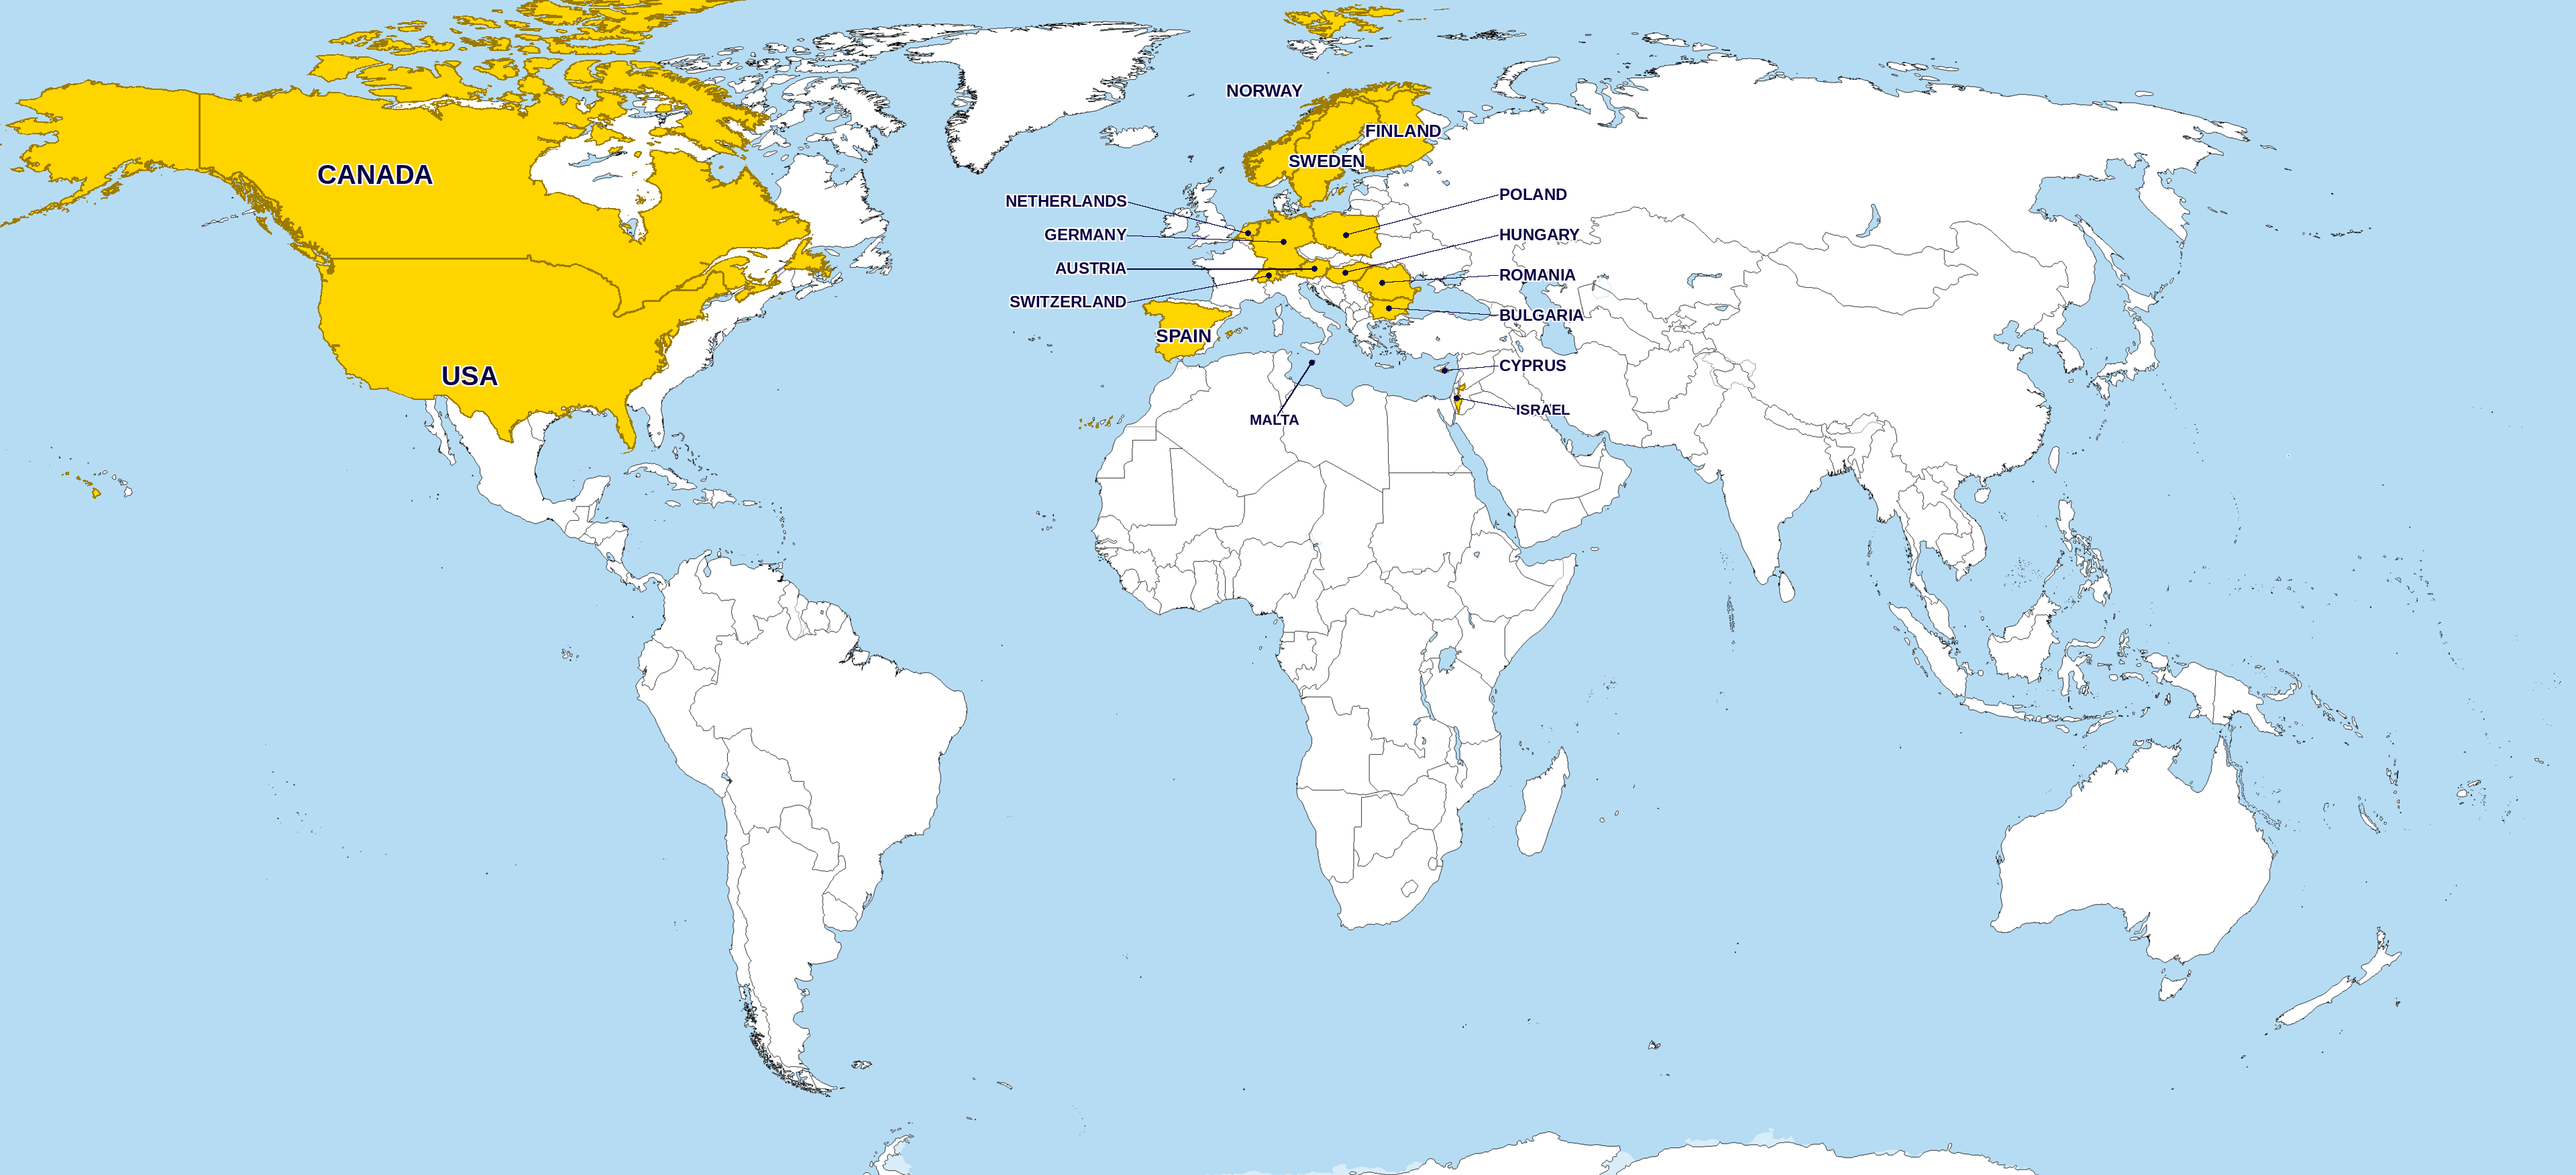 NORWAY
FINLAND
SWEDEN
CANADA
NETHERLANDS
POLAND
GERMANY
HUNGARY
AUSTRIA
ROMANIA
SWITZERLAND
BULGARIA
SPAIN
CYPRUS
USA
ISRAEL
MALTA